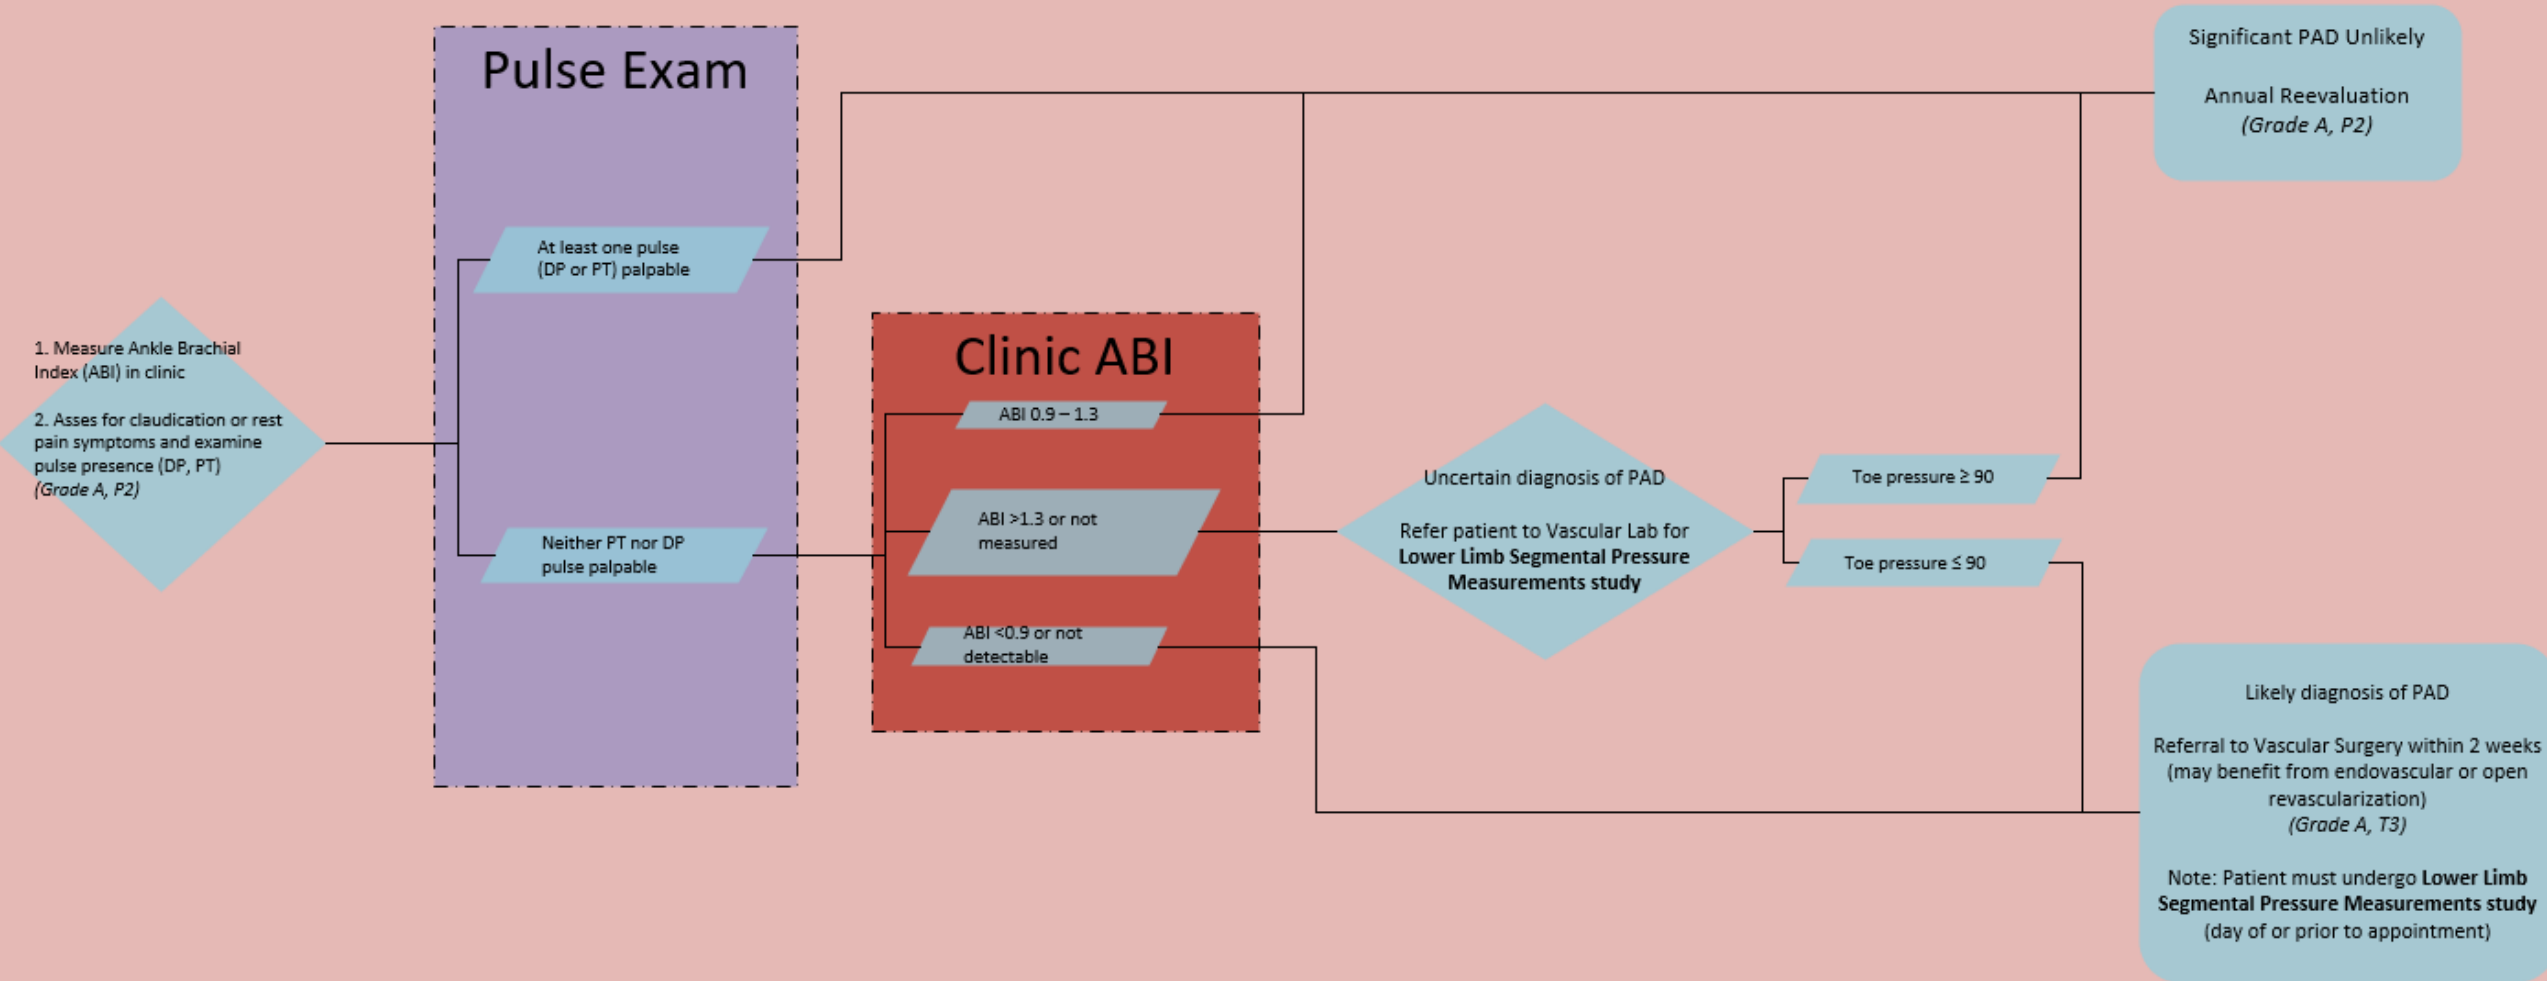 1. Measure Ankle Brachial
Index (ABI) in clinic
2. Asses for claudication or rest
pain symptoms and examine
pulse presence (DP, PT)
(Grade A, P2)
Pulse Exam
At least one pulse
(DP or PT) palpable
Neither PT nor DP
pulse palpable
Clinic ABI
ABI 0.9 – 1.3
ABI >1.3 or not
measured
ABI <0.9 or not
detectable
Uncertain diagnosis of PAD
Refer patient to Vascular Lab for
Lower Limb Segmental Pressure
Measurements study
Toe pressure ≥ 90
Toe pressure ≤ 90
Significant PAD Unlikely
Annual Reevaluation
(Grade A, P2)
Likely diagnosis of PAD
Referral to Vascular Surgery within 2 weeks
(may benefit from endovascular or open
revascularization)
(Grade A, T3)
Note: Patient must undergo Lower Limb
Segmental Pressure Measurements study
(day of or prior to appointment)